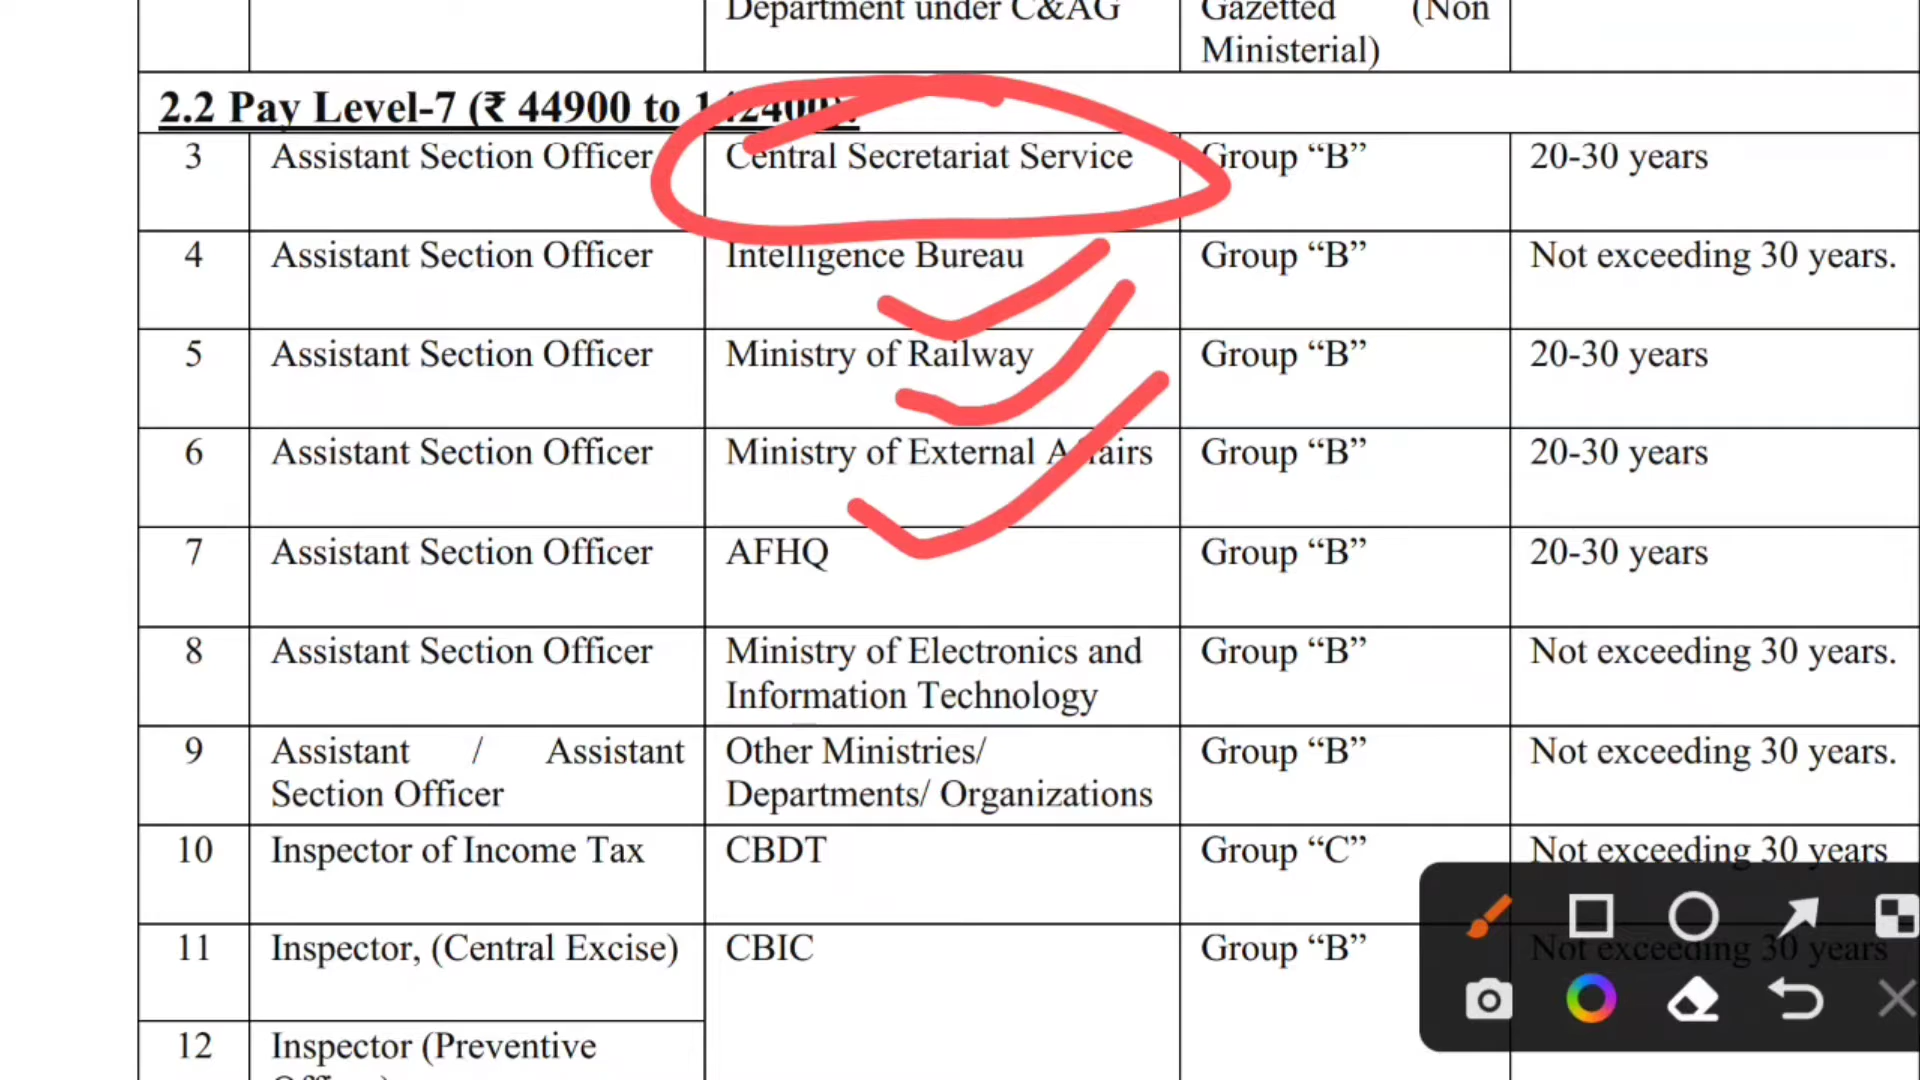 Department under C&AG
Gazetted (Non
Ministerial)
2.2 Pay Level-7 (₹ 44900 to 142400):
3 Assistant Section Officer Central Secretariat Service Group “B” 20-30 years
4 Assistant Section Officer Intelligence Bureau Group “B” Not exceeding 30 years.
5 Assistant Section Officer Ministry of Railway Group “B” 20-30 years
6 Assistant Section Officer Ministry of External Affairs Group “B” 20-30 years
7 Assistant Section Officer AFHQ Group “B” 20-30 years
8 Assistant Section Officer Ministry of Electronics and Group “B” Not exceeding 30 years.
Information Technology
9 Assistant / Assistant Other Ministries/ Group “B” Not exceeding 30 years.
Section Officer Departments/ Organizations
10 Inspector of Income Tax CBDT Group “C” Not exceeding 30 years
11 Inspector, (Central Excise) CBIC Group “B” Not exceeding 30 years
12 Inspector (Preventive